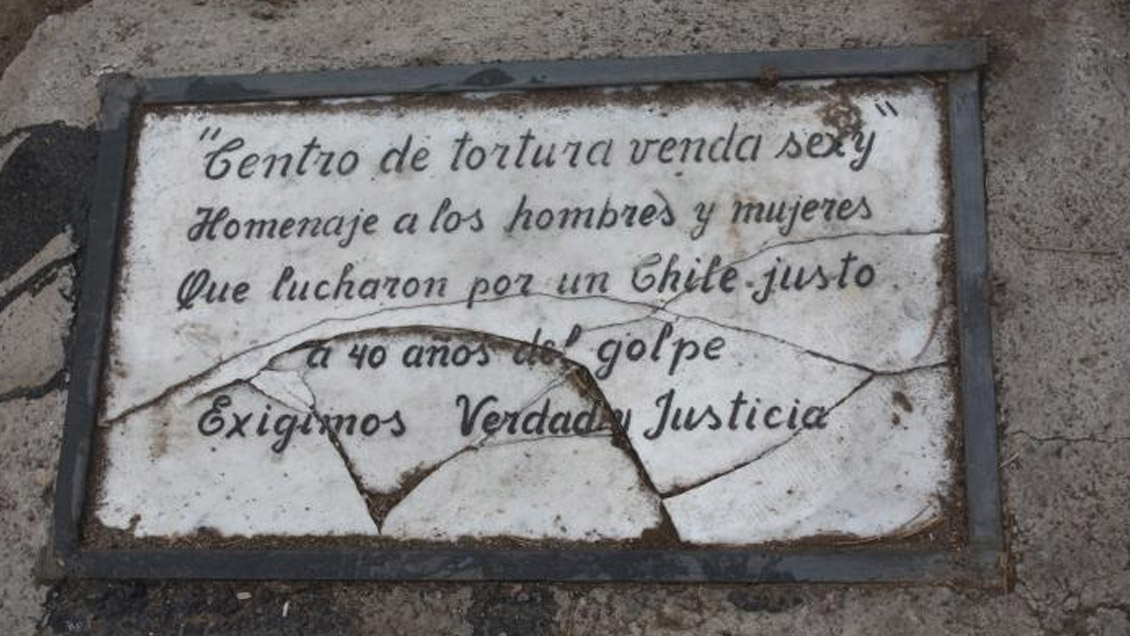 "Centro de tortura venda sexy"
Homenaje a los hombres y mujeres
Que lucharon por un Chile justo
a 40 años del golpe
Exigimos Verdad y Justicia